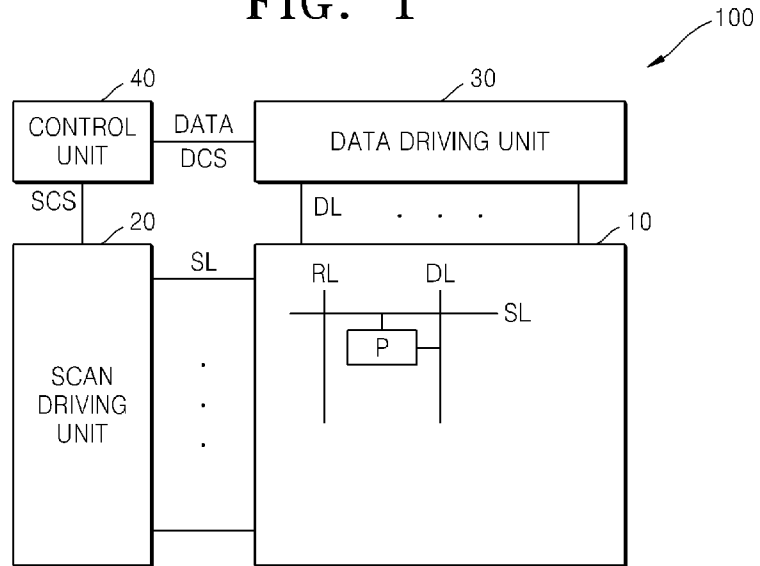 FIG. 1
100
40
30
CONTROL
UNIT
DATA
DCS
DATA DRIVING UNIT
SCS
DL
. . .
20
10
SL
RL
DL
SL
P
SCAN
DRIVING
UNIT